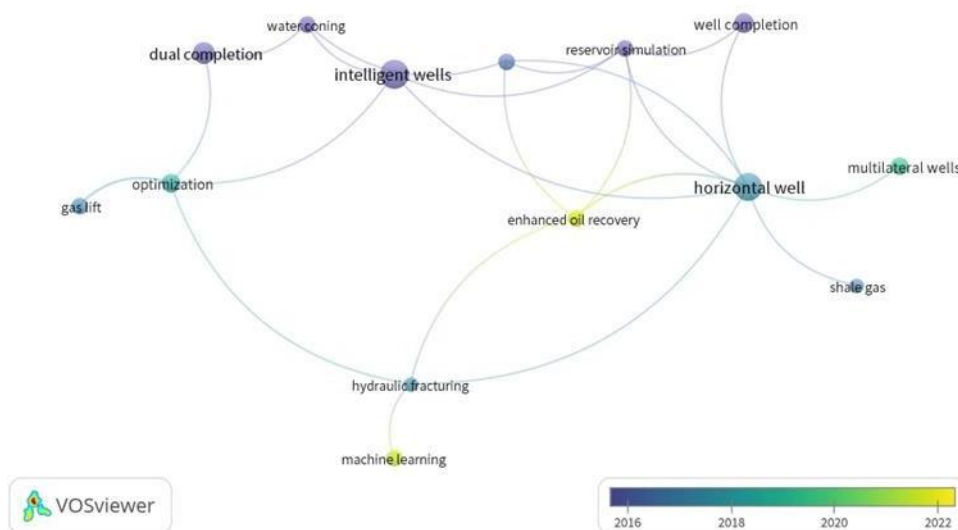 water coning
well completion
dual completion
reservoir simulation
intelligent wells
multilateral wells
optimization
horizontal well
gas lift
enhanced oil recovery
shale gas
hydraulic fracturing
machine learning
VOSviewer
2016
2018
2020
2022